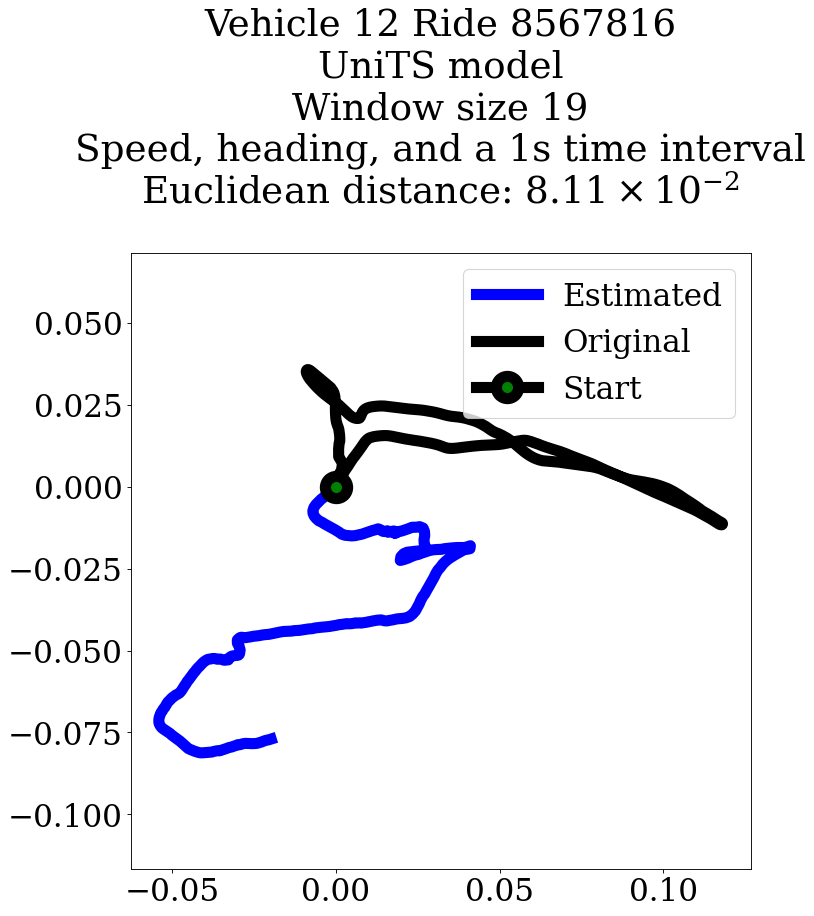 Vehicle 12 Ride 8567816
UniTS model
Window size 19
Speed, heading, and a 1s time interval
Euclidean distance: 8.11 × 10⁻²
Estimated
Original
Start
0.050
0.025
0.000
−0.025
−0.050
−0.075
−0.100
−0.05 0.00 0.05 0.10